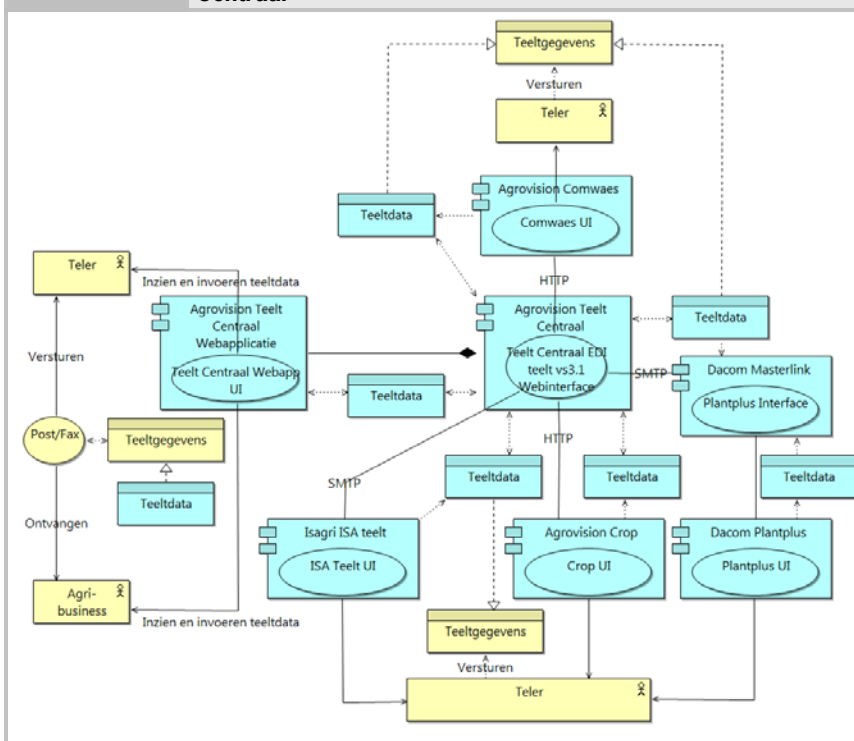 Centraal
Teeltgegevens
Versturen
Teler
Agrovision Comwaes
Comwaes UI
Teeltdata
HTTP
Teler
Inzien en invoeren teeltdata
Agrovision Teelt
Centraal
Webapplicatie
Teelt Centraal Webapp
UI
Agrovision Teelt
Centraal
Teelt Centraal EDI
teelt vs3.1
Webinterface
Teeltdata
SMTP
Dacom Masterlink
Plantplus Interface
Versturen
Teeltdata
Post/Fax
Teeltgegevens
Teeltdata
Ontvangen
HTTP
SMTP
Teeltdata
Teeltdata
Teeltdata
Isagri ISA teelt
ISA Teelt UI
Agrovision Crop
Crop UI
Dacom Plantplus
Plantplus UI
Agri-
business
Inzien en invoeren teeltdata
Teeltgegevens
Versturen
Teler